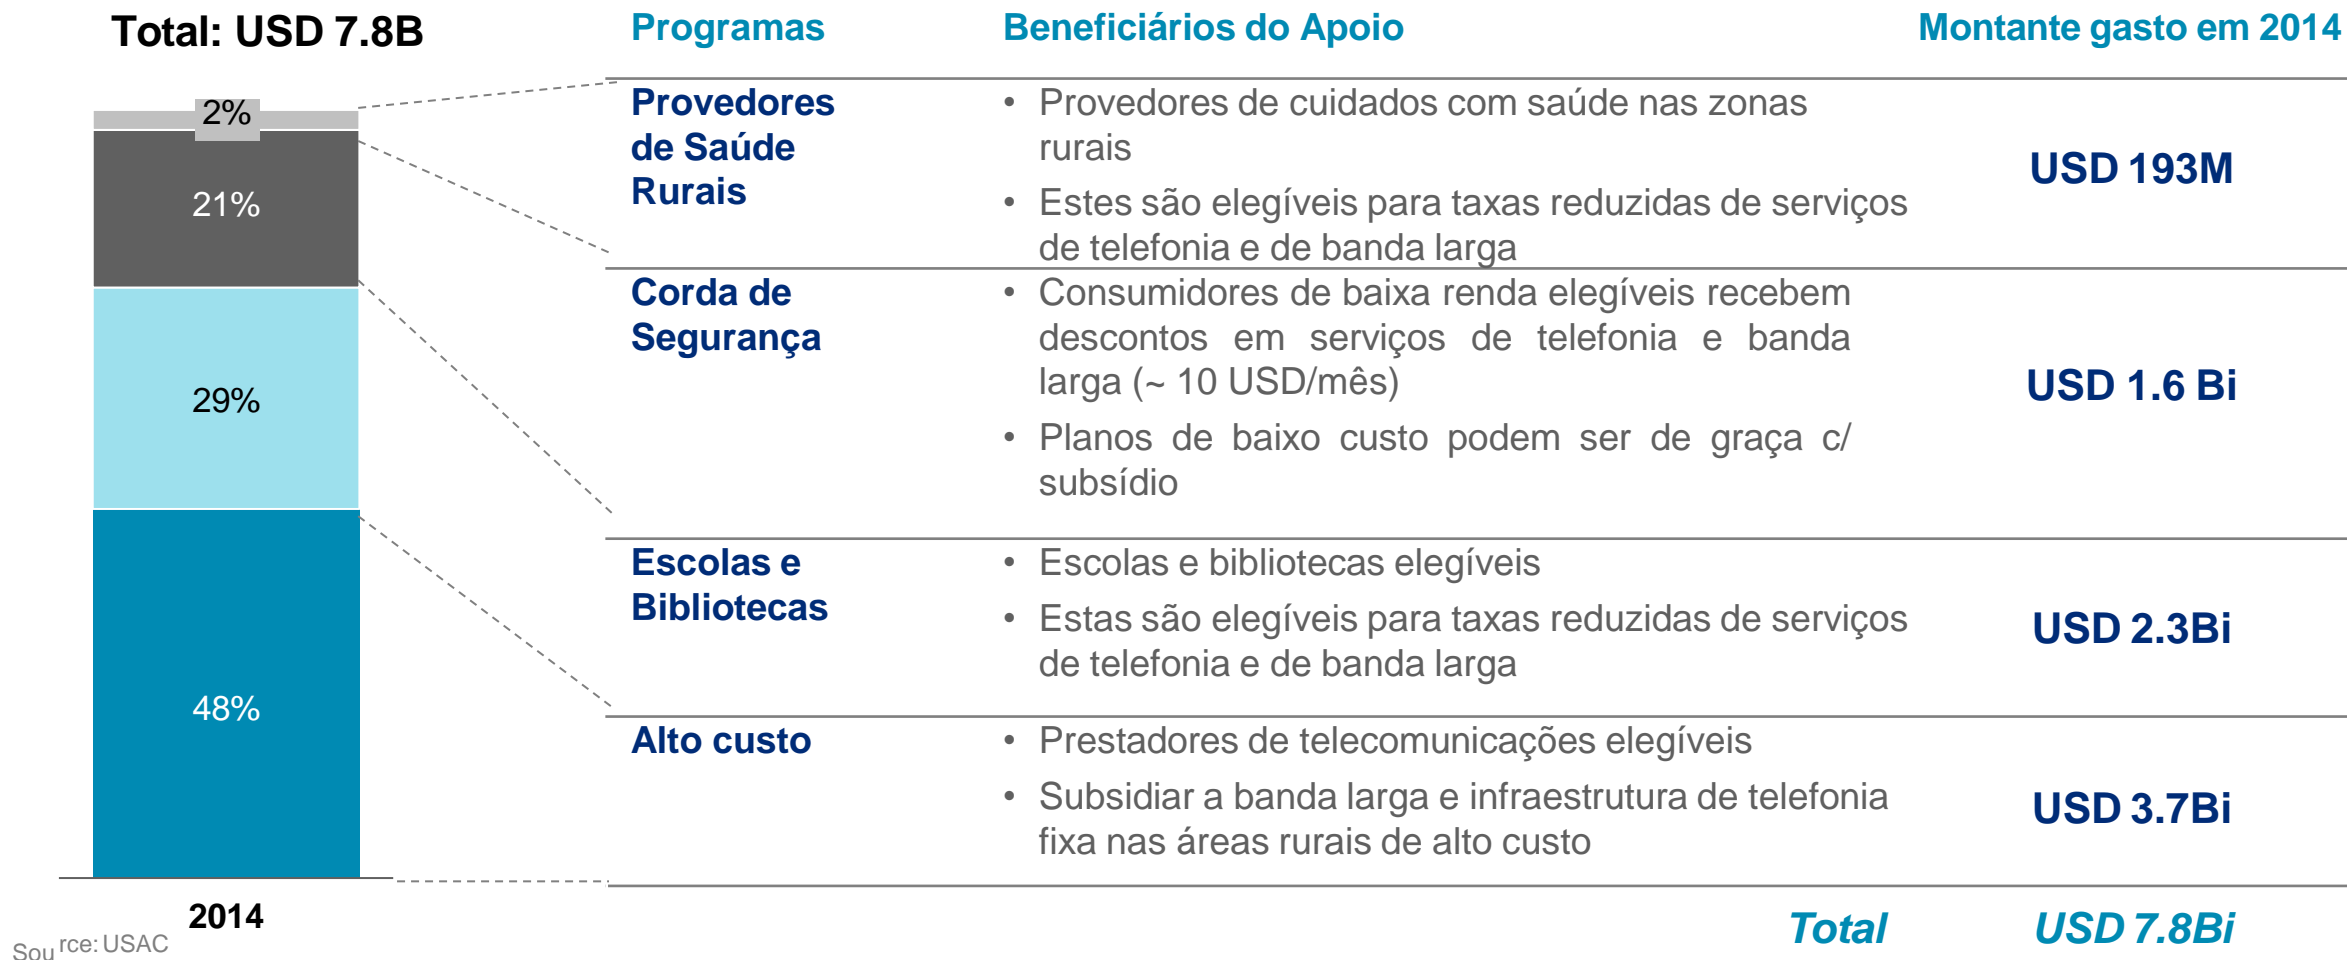 Total: USD 7.8B
2%
21%
29%
48%
2014
Source: USAC
Programas
Beneficiários do Apoio
Montante gasto em 2014
Provedores
de Saúde
Rurais
• Provedores de cuidados com saúde nas zonas
rurais
• Estes são elegíveis para taxas reduzidas de serviços
de telefonia e de banda larga
USD 193M
Corda de
Segurança
• Consumidores de baixa renda elegíveis recebem
descontos em serviços de telefonia e banda
larga (~ 10 USD/mês)
• Planos de baixo custo podem ser de graça c/
subsídio
USD 1.6 Bi
Escolas e
Bibliotecas
• Escolas e bibliotecas elegíveis
• Estas são elegíveis para taxas reduzidas de serviços
de telefonia e de banda larga
USD 2.3Bi
Alto custo
• Prestadores de telecomunicações elegíveis
• Subsidiar a banda larga e infraestrutura de telefonia
fixa nas áreas rurais de alto custo
USD 3.7Bi
Total USD 7.8Bi